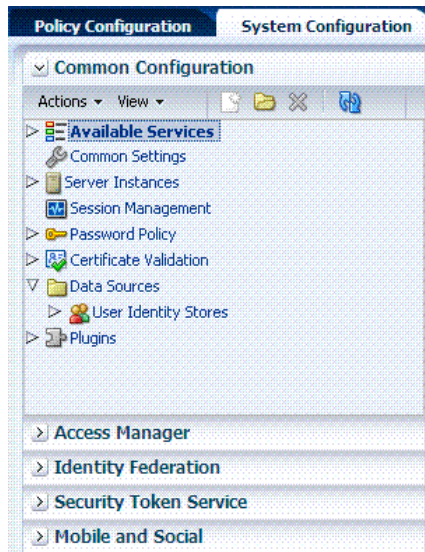 Policy Configuration System Configuration
Common Configuration
Actions View
Available Services
Common Settings
Server Instances
Session Management
Password Policy
Certificate Validation
Data Sources
User Identity Stores
Plugins
Access Manager
Identity Federation
Security Token Service
Mobile and Social